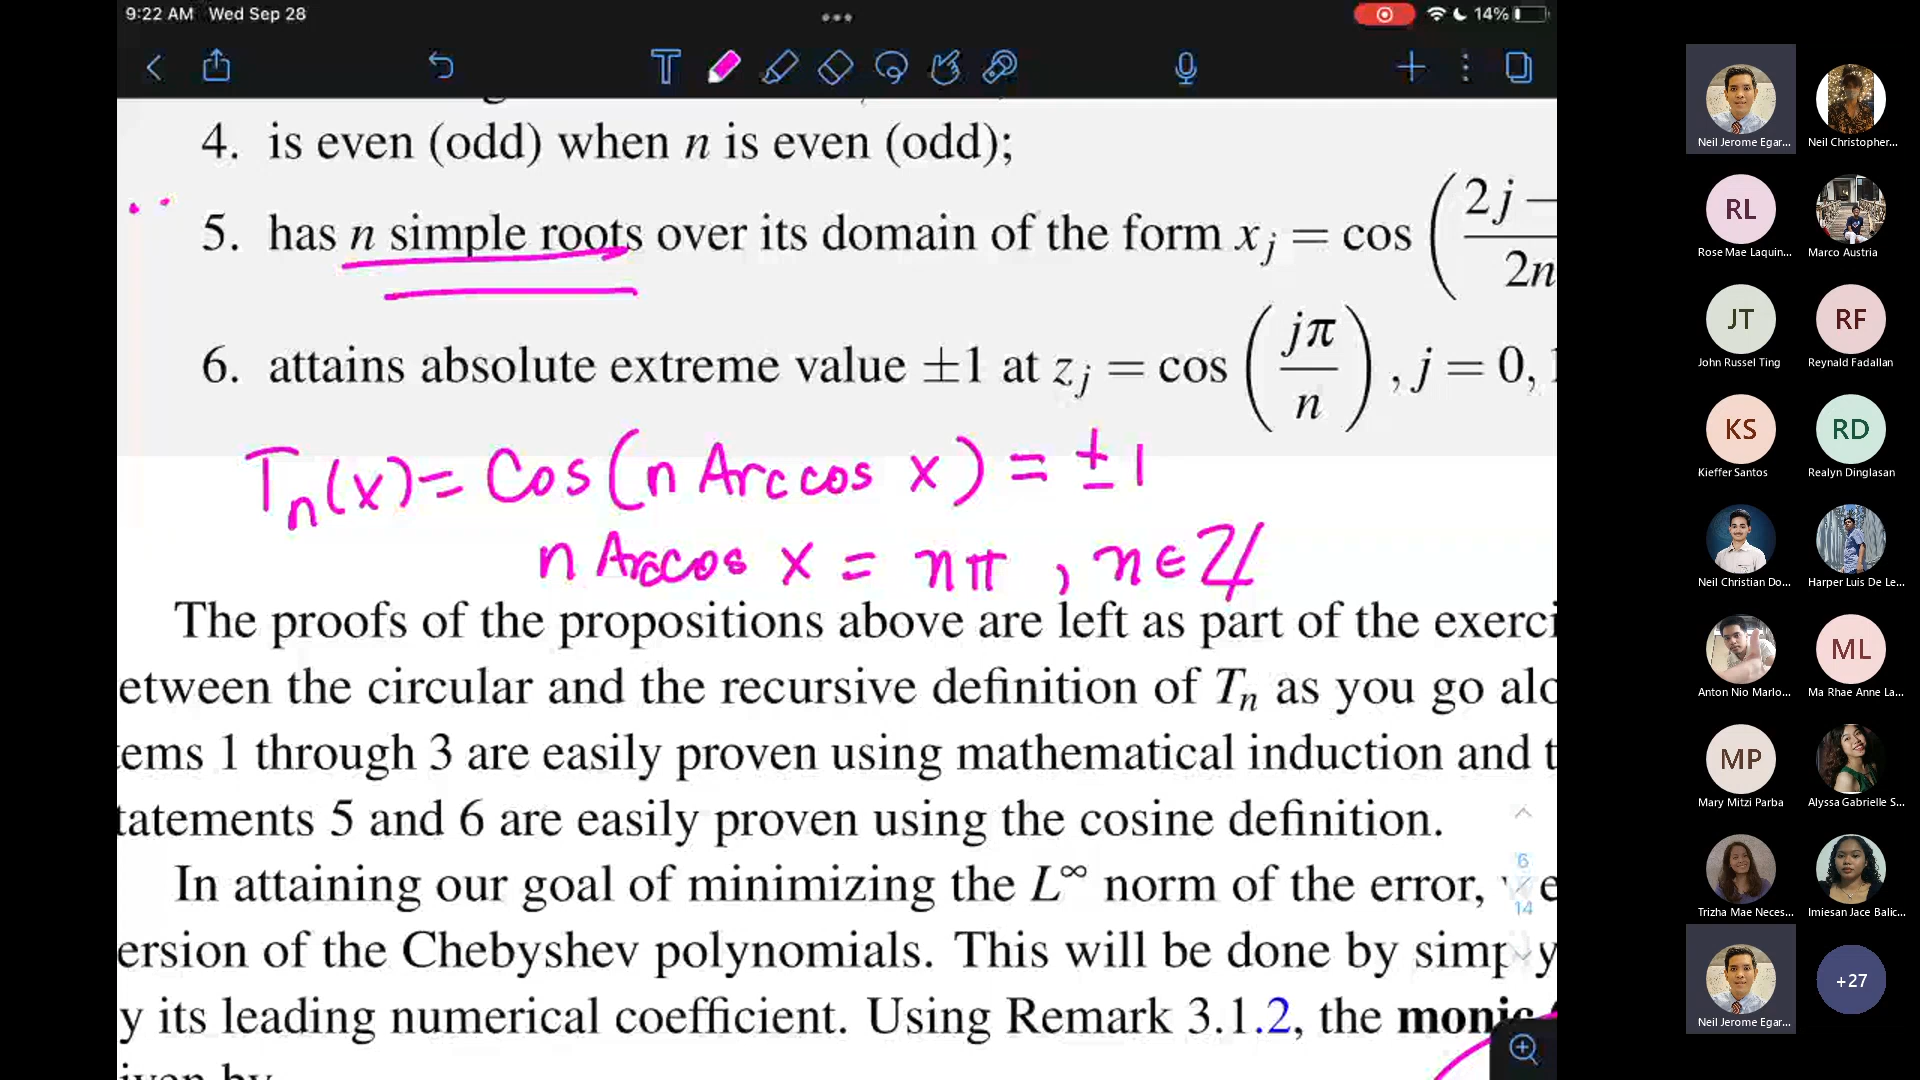 9:22 AM Wed Sep 28
14%
4. is even (odd) when n is even (odd);
5. has n simple roots over its domain of the form x_j = cos ( 2j − / 2n
6. attains absolute extreme value ±1 at z_j = cos ( jπ / n ) , j = 0,
T_n(x) = Cos(n Arccos x) = ±1
n Arccos x = nπ , n ∈ ℤ
The proofs of the propositions above are left as part of the exerci
etween the circular and the recursive definition of T_n as you go alo
ems 1 through 3 are easily proven using mathematical induction and t
tatements 5 and 6 are easily proven using the cosine definition.
In attaining our goal of minimizing the L^∞ norm of the error,
ersion of the Chebyshev polynomials. This will be done by simply
y its leading numerical coefficient. Using Remark 3.1.2, the monic
iven by
6
14
Neil Jerome Egar...
Neil Christopher...
RL
Rose Mae Laquin...
Marco Austria
JT
John Russel Ting
RF
Reynald Fadallan
KS
Kieffer Santos
RD
Realyn Dinglasan
Neil Christian Do...
Harper Luis De Le...
Anton Nio Marlo...
ML
Ma Rhae Anne La...
MP
Mary Mitzi Parba
Alyssa Gabrielle S...
Trizha Mae Neces...
Imiesan Jace Balic...
Neil Jerome Egar...
+27